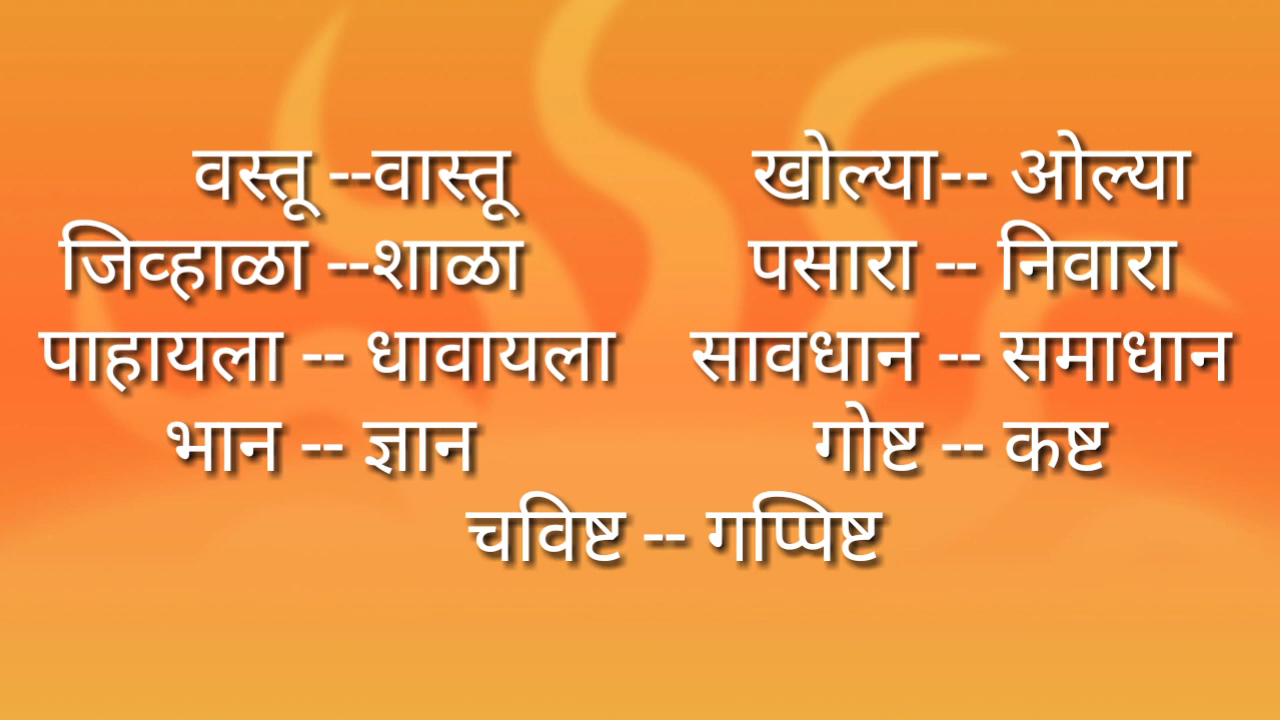 वस्तू --वास्तू खोल्या-- ओल्या
जिव्हाळा --शाळा पसारा -- निवारा
पाहायला -- धावायला सावधान -- समाधान
भान -- ज्ञान गोष्ट -- कष्ट
चविष्ट -- गप्पिष्ट